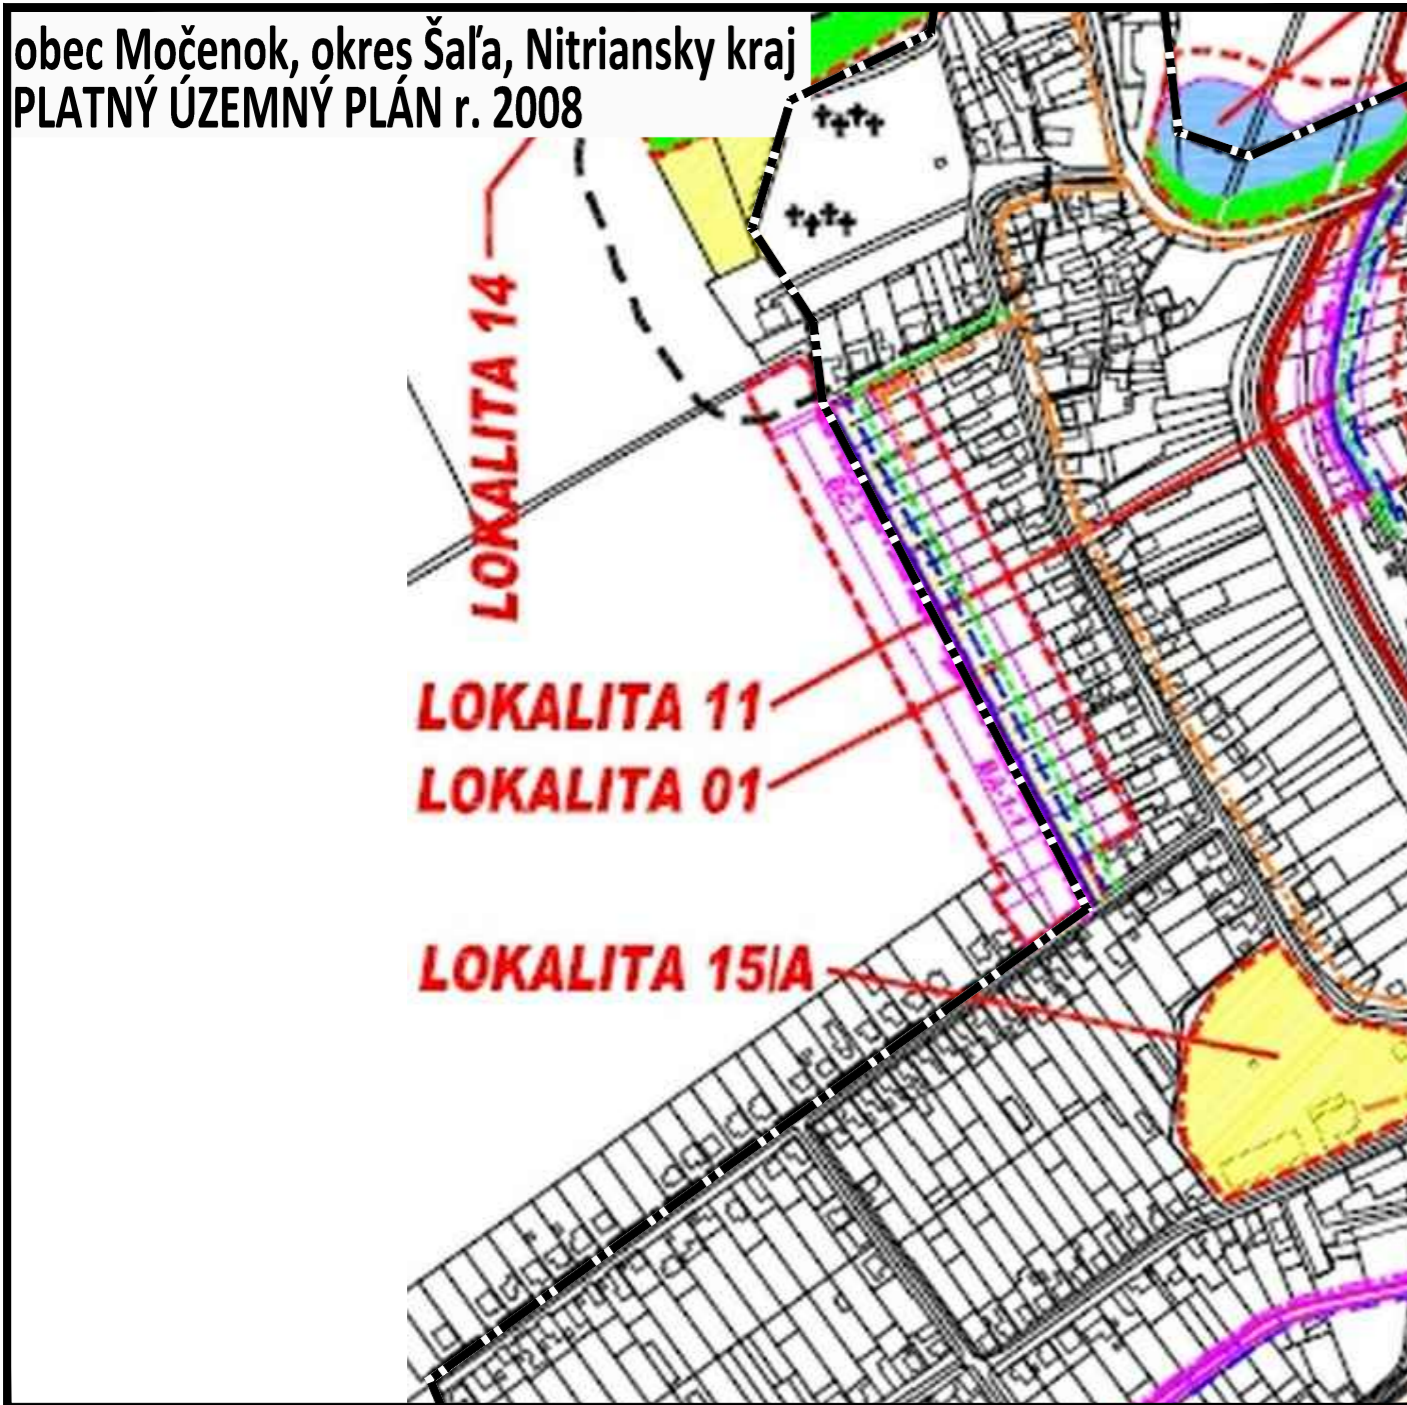 obec Močenok, okres Šaľa, Nitriansky kraj
PLATNÝ ÚZEMNÝ PLÁN r. 2008
LOKALITA 14
LOKALITA 11
LOKALITA 01
LOKALITA 15/A